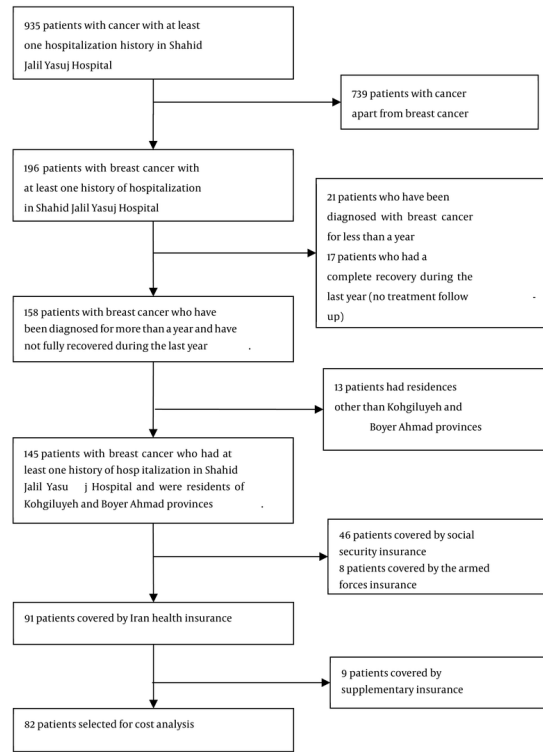 935 patients with cancer with at least
one hospitalization history in Shahid
Jalil Yasuj Hospital
739 patients with cancer
apart from breast cancer
196 patients with breast cancer with
at least one history of hospitalization
in Shahid Jalil Yasuj Hospital
21 patients who have been
diagnosed with breast cancer
for less than a year
17 patients who had a
complete recovery during the
last year (no treatment follow -
up)
158 patients with breast cancer who have
been diagnosed for more than a year and have
not fully recovered during the last year .
13 patients had residences
other than Kohgiluyeh and
Boyer Ahmad provinces
145 patients with breast cancer who had at
least one history of hosp italization in Shahid
Jalil Yasu j Hospital and were residents of
Kohgiluyeh and Boyer Ahmad provinces .
46 patients covered by social
security insurance
8 patients covered by the armed
forces insurance
91 patients covered by Iran health insurance
9 patients covered by
supplementary insurance
82 patients selected for cost analysis